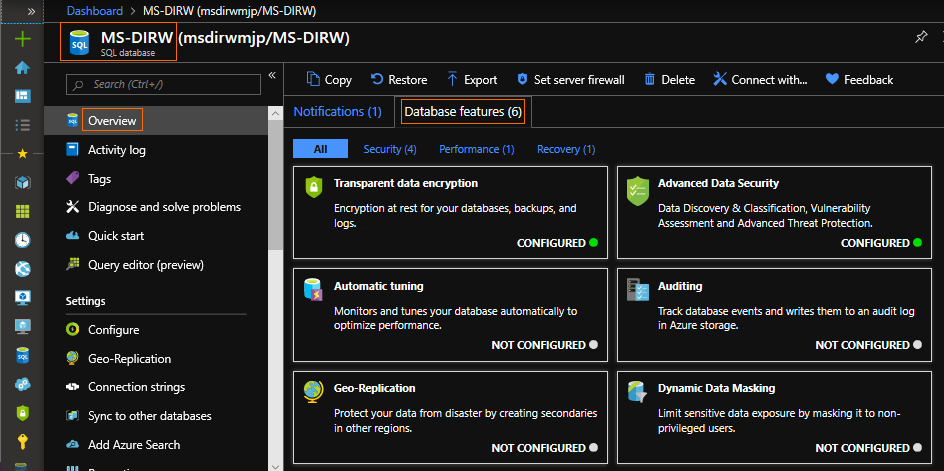 »
Dashboard > MS-DIRW (msdirwmjp/MS-DIRW)
MS-DIRW (msdirwmjp/MS-DIRW)
SQL
SQL database
Search (Ctrl+/)
«
Overview
Activity log
Tags
Diagnose and solve problems
Quick start
Query editor (preview)
Settings
Configure
Geo-Replication
Connection strings
Sync to other databases
Add Azure Search
Copy Restore Export Set server firewall Delete Connect with... Feedback
Notifications (1) Database features (6)
All Security (4) Performance (1) Recovery (1)
Transparent data encryption
Encryption at rest for your databases, backups, and
logs.
CONFIGURED
Advanced Data Security
Data Discovery & Classification, Vulnerability
Assessment and Advanced Threat Protection.
CONFIGURED
Automatic tuning
Monitors and tunes your database automatically to
optimize performance.
NOT CONFIGURED
Auditing
Track database events and writes them to an audit log
in Azure storage.
NOT CONFIGURED
Geo-Replication
Protect your data from disaster by creating secondaries
in other regions.
NOT CONFIGURED
Dynamic Data Masking
Limit sensitive data exposure by masking it to non-
privileged users.
NOT CONFIGURED